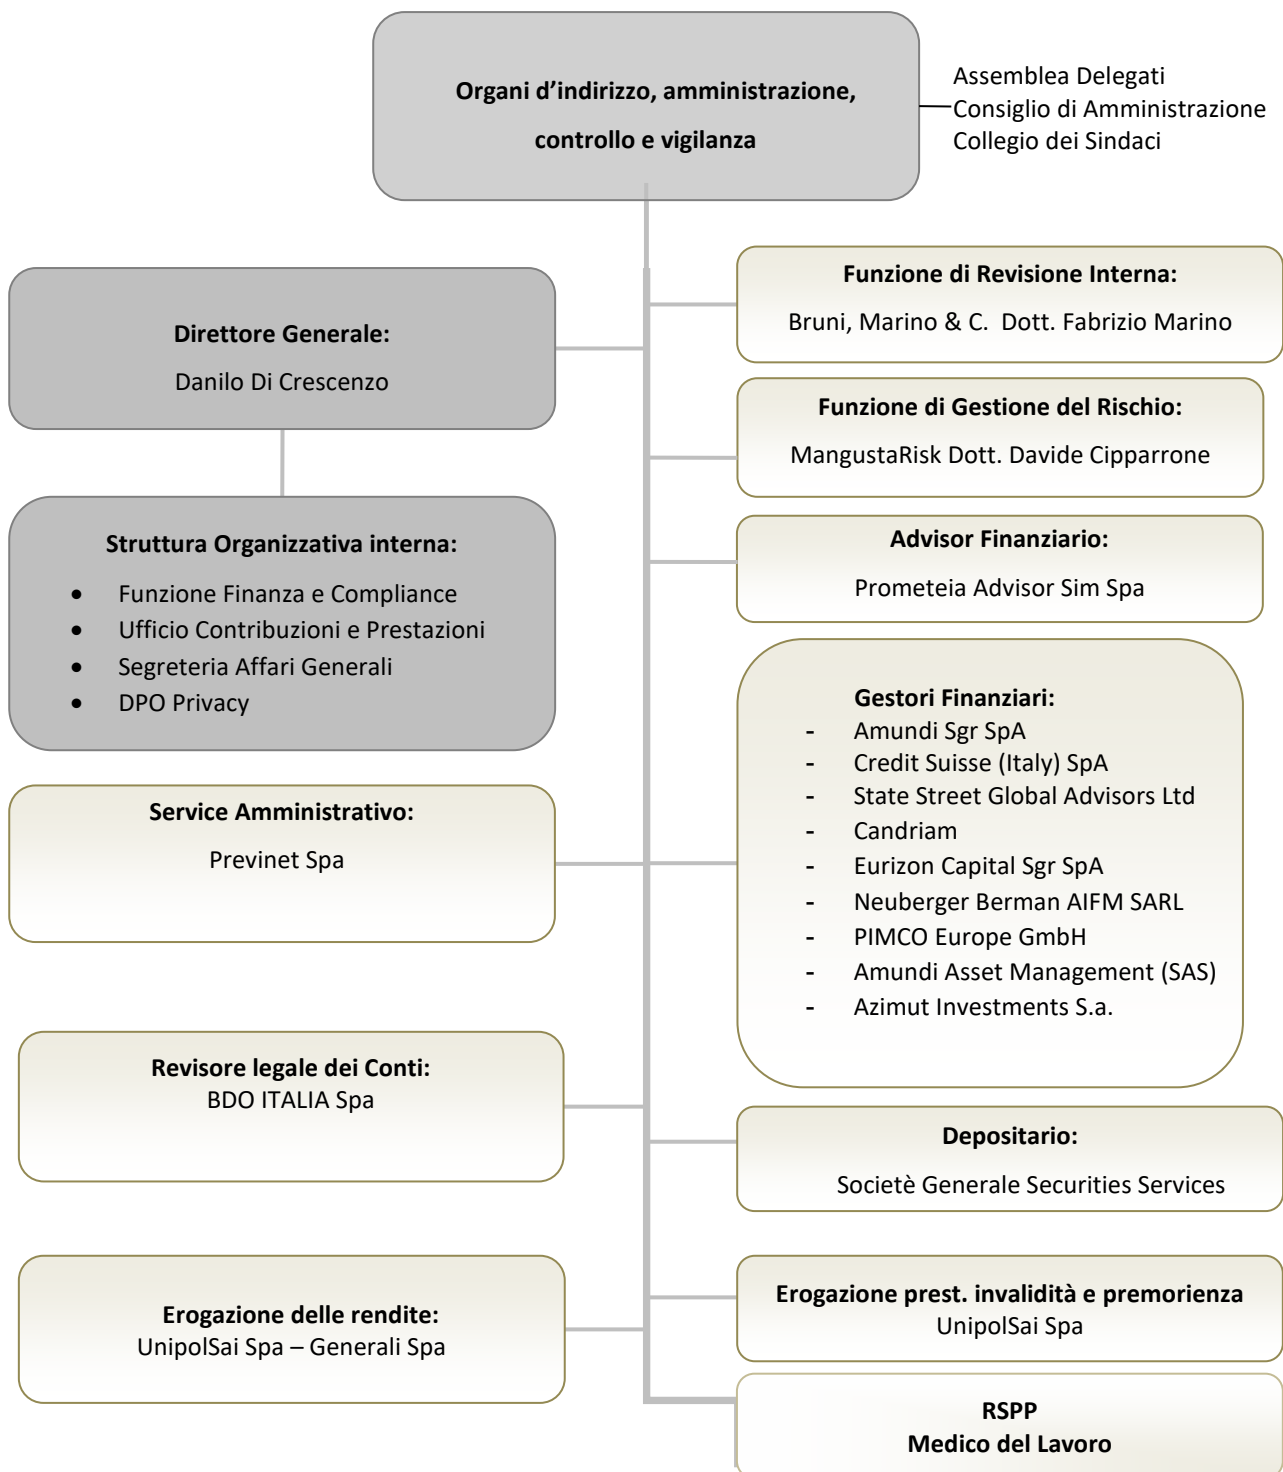 Organi d’indirizzo, amministrazione,
controllo e vigilanza
Assemblea Delegati
Consiglio di Amministrazione
Collegio dei Sindaci
Direttore Generale:
Danilo Di Crescenzo
Struttura Organizzativa interna:
• Funzione Finanza e Compliance
• Ufficio Contribuzioni e Prestazioni
• Segreteria Affari Generali
• DPO Privacy
Service Amministrativo:
Previnet Spa
Revisore legale dei Conti:
BDO ITALIA Spa
Erogazione delle rendite:
UnipolSai Spa – Generali Spa
Funzione di Revisione Interna:
Bruni, Marino & C. Dott. Fabrizio Marino
Funzione di Gestione del Rischio:
MangustaRisk Dott. Davide Cipparrone
Advisor Finanziario:
Prometeia Advisor Sim Spa
Gestori Finanziari:
- Amundi Sgr SpA
- Credit Suisse (Italy) SpA
- State Street Global Advisors Ltd
- Candriam
- Eurizon Capital Sgr SpA
- Neuberger Berman AIFM SARL
- PIMCO Europe GmbH
- Amundi Asset Management (SAS)
- Azimut Investments S.a.
Depositario:
Societè Generale Securities Services
Erogazione prest. invalidità e premorienza
UnipolSai Spa
RSPP
Medico del Lavoro